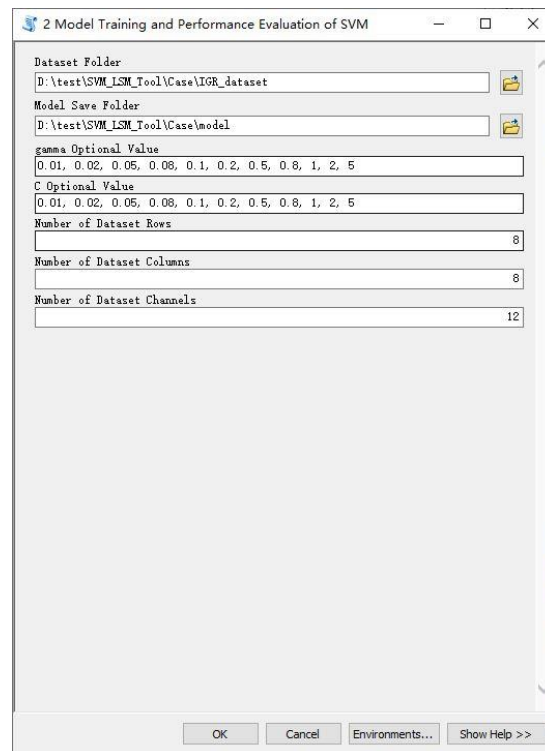 2 Model Training and Performance Evaluation of SVM
Dataset Folder
D:\test\SVM_LSM_Tool\Case\IGR_dataset
Model Save Folder
D:\test\SVM_LSM_Tool\Case\model
gamma Optional Value
0.01, 0.02, 0.05, 0.08, 0.1, 0.2, 0.5, 0.8, 1, 2, 5
C Optional Value
0.01, 0.02, 0.05, 0.08, 0.1, 0.2, 0.5, 0.8, 1, 2, 5
Number of Dataset Rows
8
Number of Dataset Columns
8
Number of Dataset Channels
12
OK Cancel Environments... Show Help >>